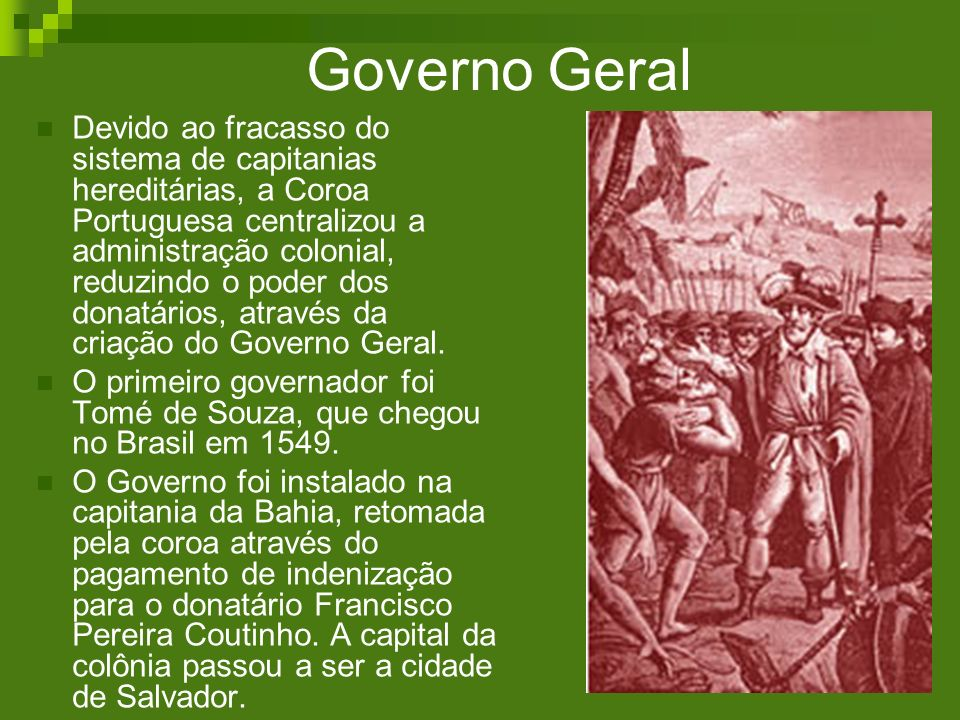 Governo Geral
Devido ao fracasso do
sistema de capitanias
hereditárias, a Coroa
Portuguesa centralizou a
administração colonial,
reduzindo o poder dos
donatários, através da
criação do Governo Geral.
O primeiro governador foi
Tomé de Souza, que chegou
no Brasil em 1549.
O Governo foi instalado na
capitania da Bahia, retomada
pela coroa através do
pagamento de indenização
para o donatário Francisco
Pereira Coutinho. A capital da
colônia passou a ser a cidade
de Salvador.